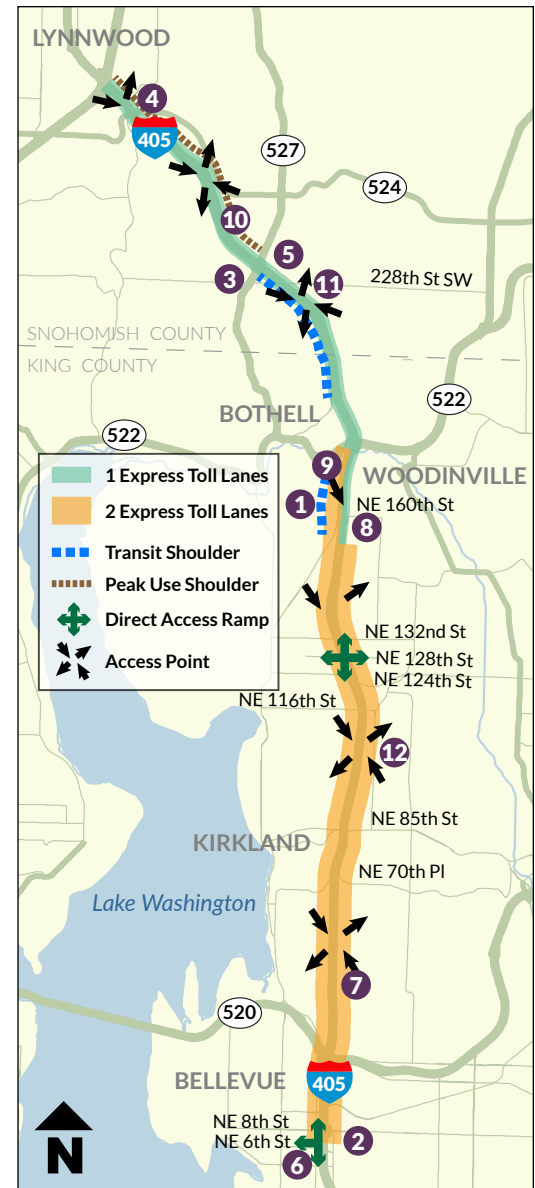 LYNNWOOD
4
405
527
524
10
5
3
11
228th St SW
SNOHOMISH COUNTY
KING COUNTY
BOTHELL
522
522
9
WOODINVILLE
1 Express Toll Lanes
2 Express Toll Lanes
Transit Shoulder
Peak Use Shoulder
Direct Access Ramp
Access Point
1
NE 160th St
8
NE 132nd St
NE 128th St
NE 124th St
NE 116th St
12
NE 85th St
KIRKLAND
NE 70th Pl
Lake Washington
7
520
BELLEVUE
405
NE 8th St
NE 6th St
2
6
N